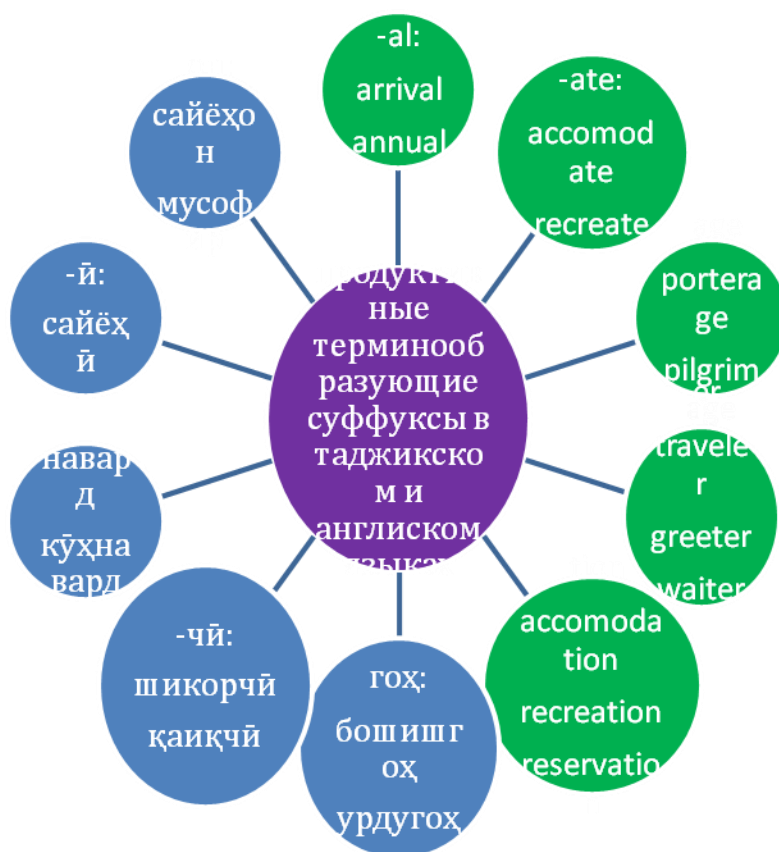 ные
терминооб
разующие
суффуксы в
таджикско
м и
англиском
-al:
arrival
annual
-ate:
accomod
ate
recreate
portera
ge
pilgrim
travele
r
greeter
waiter
accomoda
tion
recreation
reservatio
гоҳ:
бошишг
оҳ
урдугоҳ
-чӣ:
шикорчӣ
қаиқчӣ
навар
д
кӯҳна
вард
-ӣ:
сайёҳ
ӣ
сайёҳо
н
мусоф